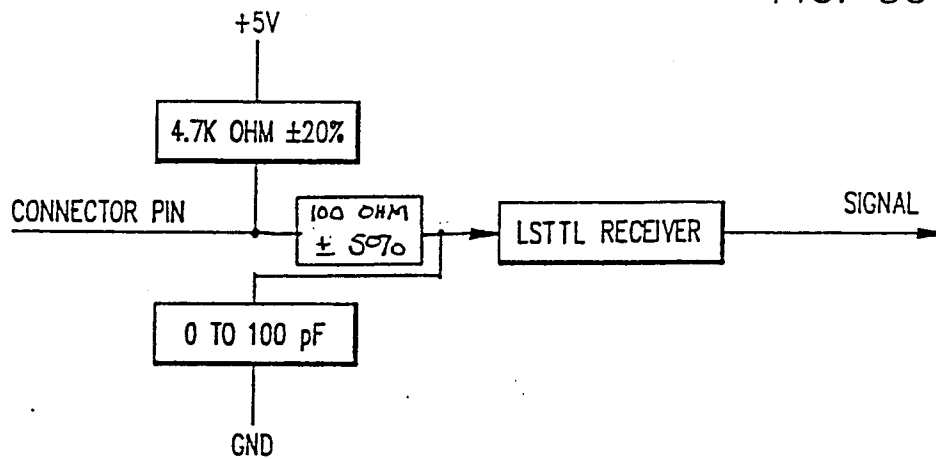 +5V
4.7K OHM ±20%
CONNECTOR PIN
100 OHM
± 5%
LSTTL RECEIVER
SIGNAL
0 TO 100 pF
GND